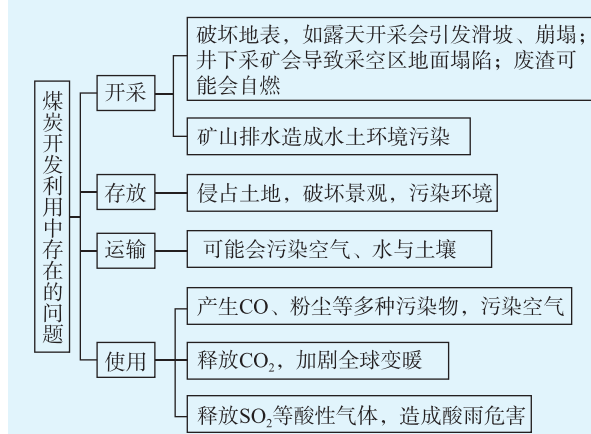 煤炭开发利用中存在的问题
开采
破坏地表，如露天开采会引发滑坡、崩塌；
井下采矿会导致采空区地面塌陷；废渣可
能会自燃
矿山排水造成水土环境污染
存放
侵占土地，破坏景观，污染环境
运输
可能会污染空气、水与土壤
使用
产生CO、粉尘等多种污染物，污染空气
释放CO₂，加剧全球变暖
释放SO₂等酸性气体，造成酸雨危害